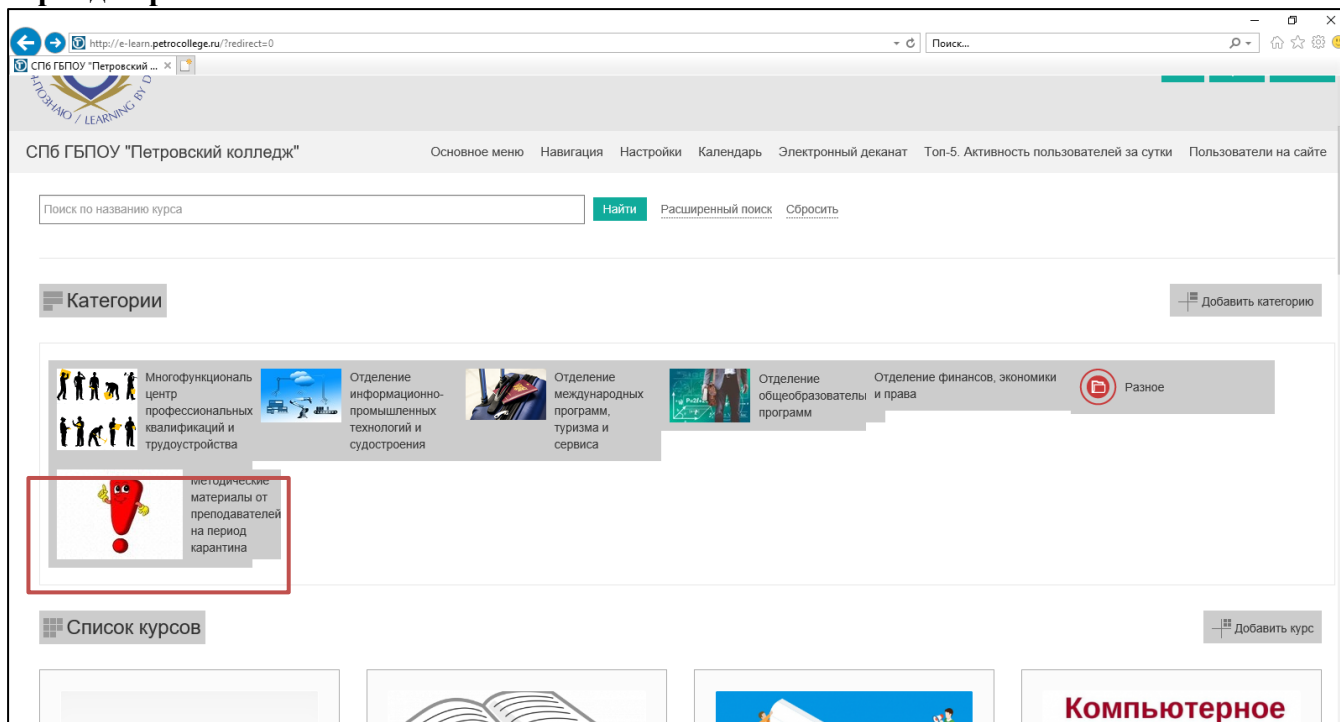 http://e-learn.petrocollege.ru/?redirect=0
Поиск...
СПб ГБПОУ "Петровский ...
ПОЗНАЮ / LEARNING BY D
СПб ГБПОУ "Петровский колледж"
Основное меню Навигация Настройки Календарь Электронный деканат Топ-5. Активность пользователей за сутки Пользователи на сайте
Поиск по названию курса
Найти Расширенный поиск Сбросить
Категории
Добавить категорию
Многофункциональ
центр
профессиональных
квалификаций и
трудоустройства
Отделение
информационно-
промышленных
технологий и
судостроения
Отделение
международных
программ,
туризма и
сервиса
Отделение
общеобразователы
программ
Отделение финансов, экономики
и права
Разное
Методические
материалы от
преподавателей
на период
карантина
Список курсов
Добавить курс
Компьютерное